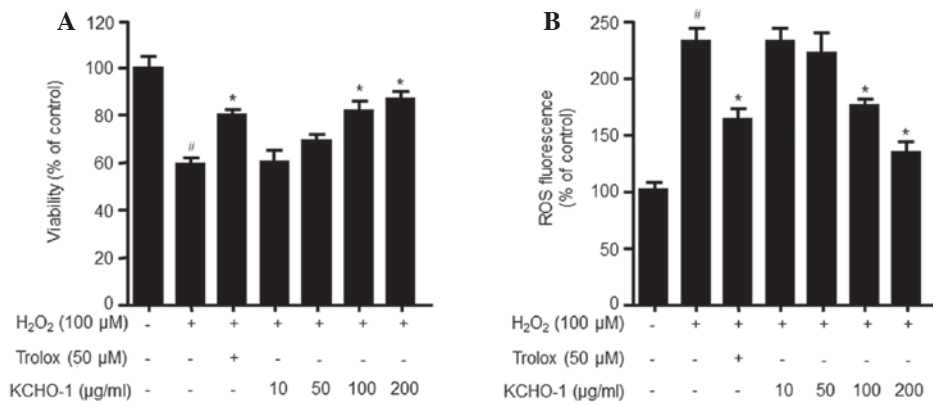 A
Viability (% of control)
120
100
80
60
40
20
0
#
*
*
*
H₂O₂ (100 µM) - + + + + + +
Trolox (50 µM) - - + - - - -
KCHO-1 (µg/ml) - - - 10 50 100 200
B
ROS fluorescence
(% of control)
250
200
150
100
50
0
#
*
*
*
H₂O₂ (100 µM) - + + + + + +
Trolox (50 µM) - - + - - - -
KCHO-1 (µg/ml) - - - 10 50 100 200